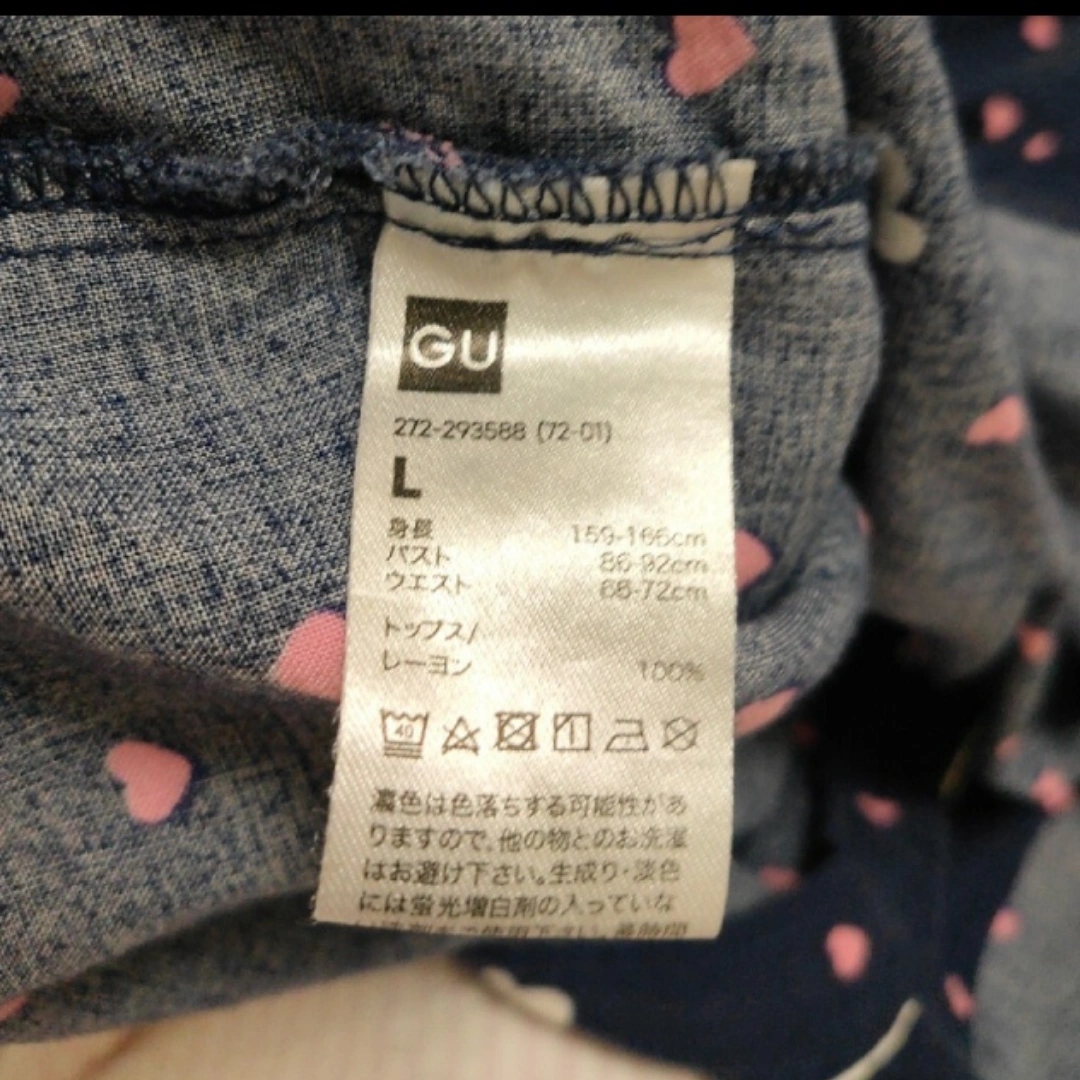 GU
272-293588 (72-01)
L
身長 159-166cm
バスト 86-92cm
ウエスト 68-72cm
トップス/
レーヨン 100%
40
濃色は色落ちする可能性があ
りますので、他の物とのお洗濯
はお避け下さい。生成り・淡色
には蛍光増白剤の入っていな